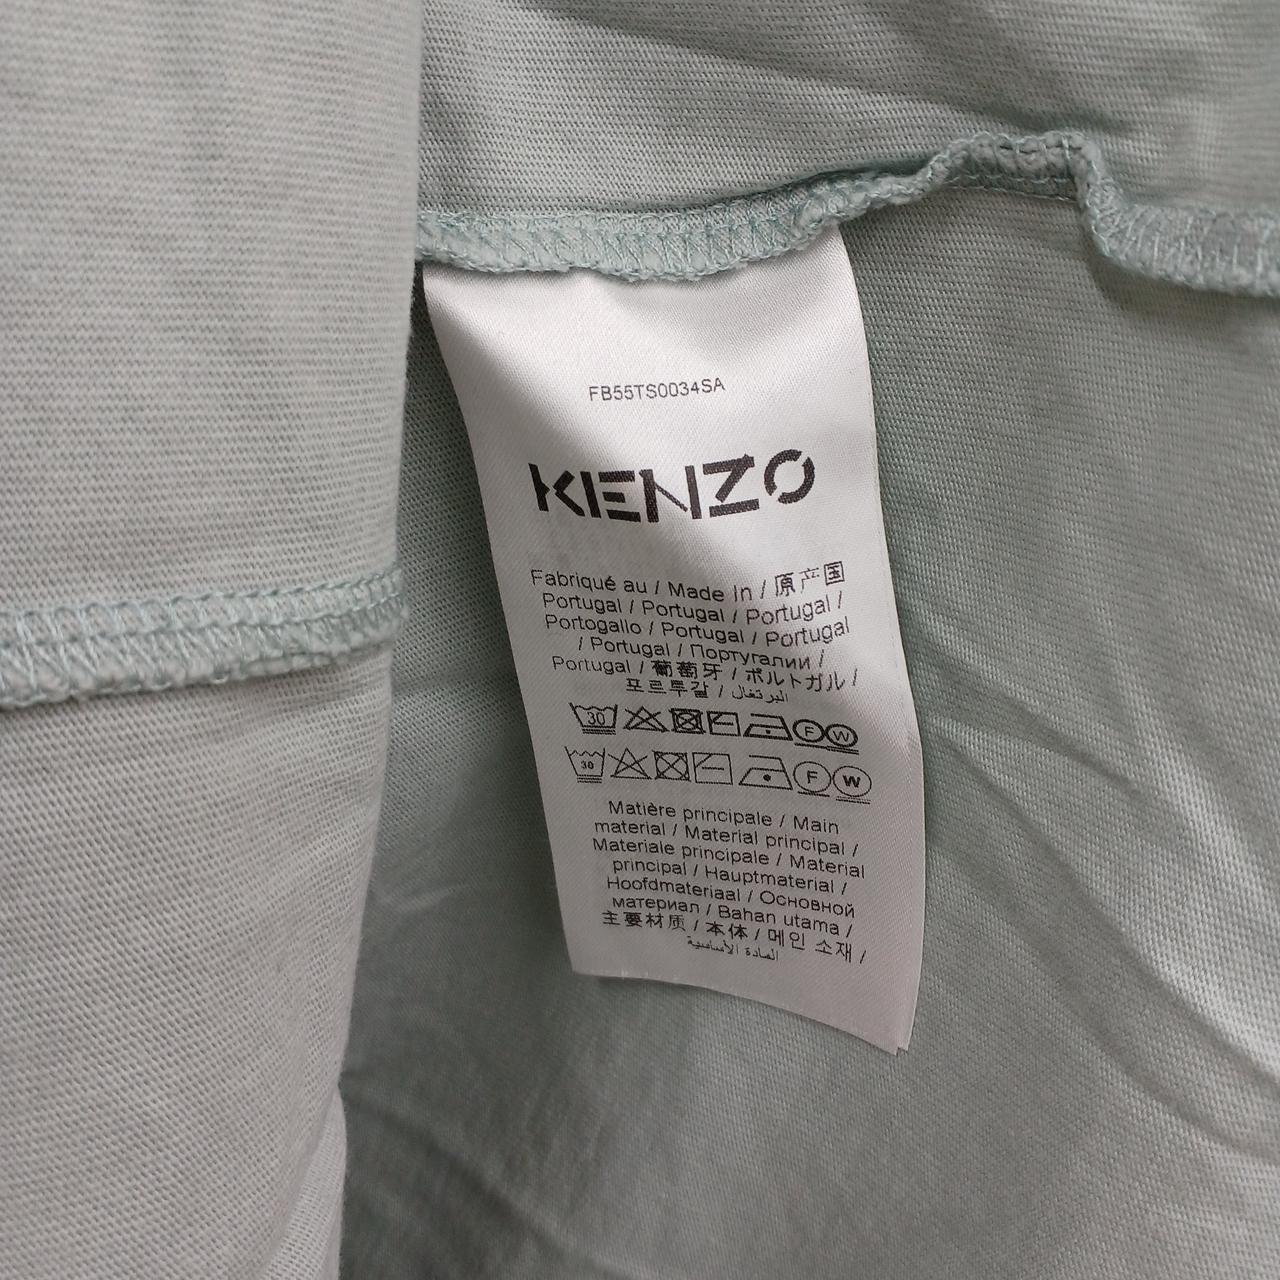 FB55TS0034SA
KENZO
Fabriqué au / Made In / 原产国
Portugal / Portugal / Portugal /
Portogallo / Portugal / Portugal
/ Portugal / Португалии /
Portugal / 葡萄牙 / ポルトガル /
포르투갈 / البرتغال
30 F W
30 F W
Matière principale / Main
material / Material principal /
Materiale principale / Material
principal / Hauptmaterial /
Hoofdmateriaal / Основной
материал / Bahan utama /
主要材质 / 本体 / 메인 소재 /
المادة الأساسية